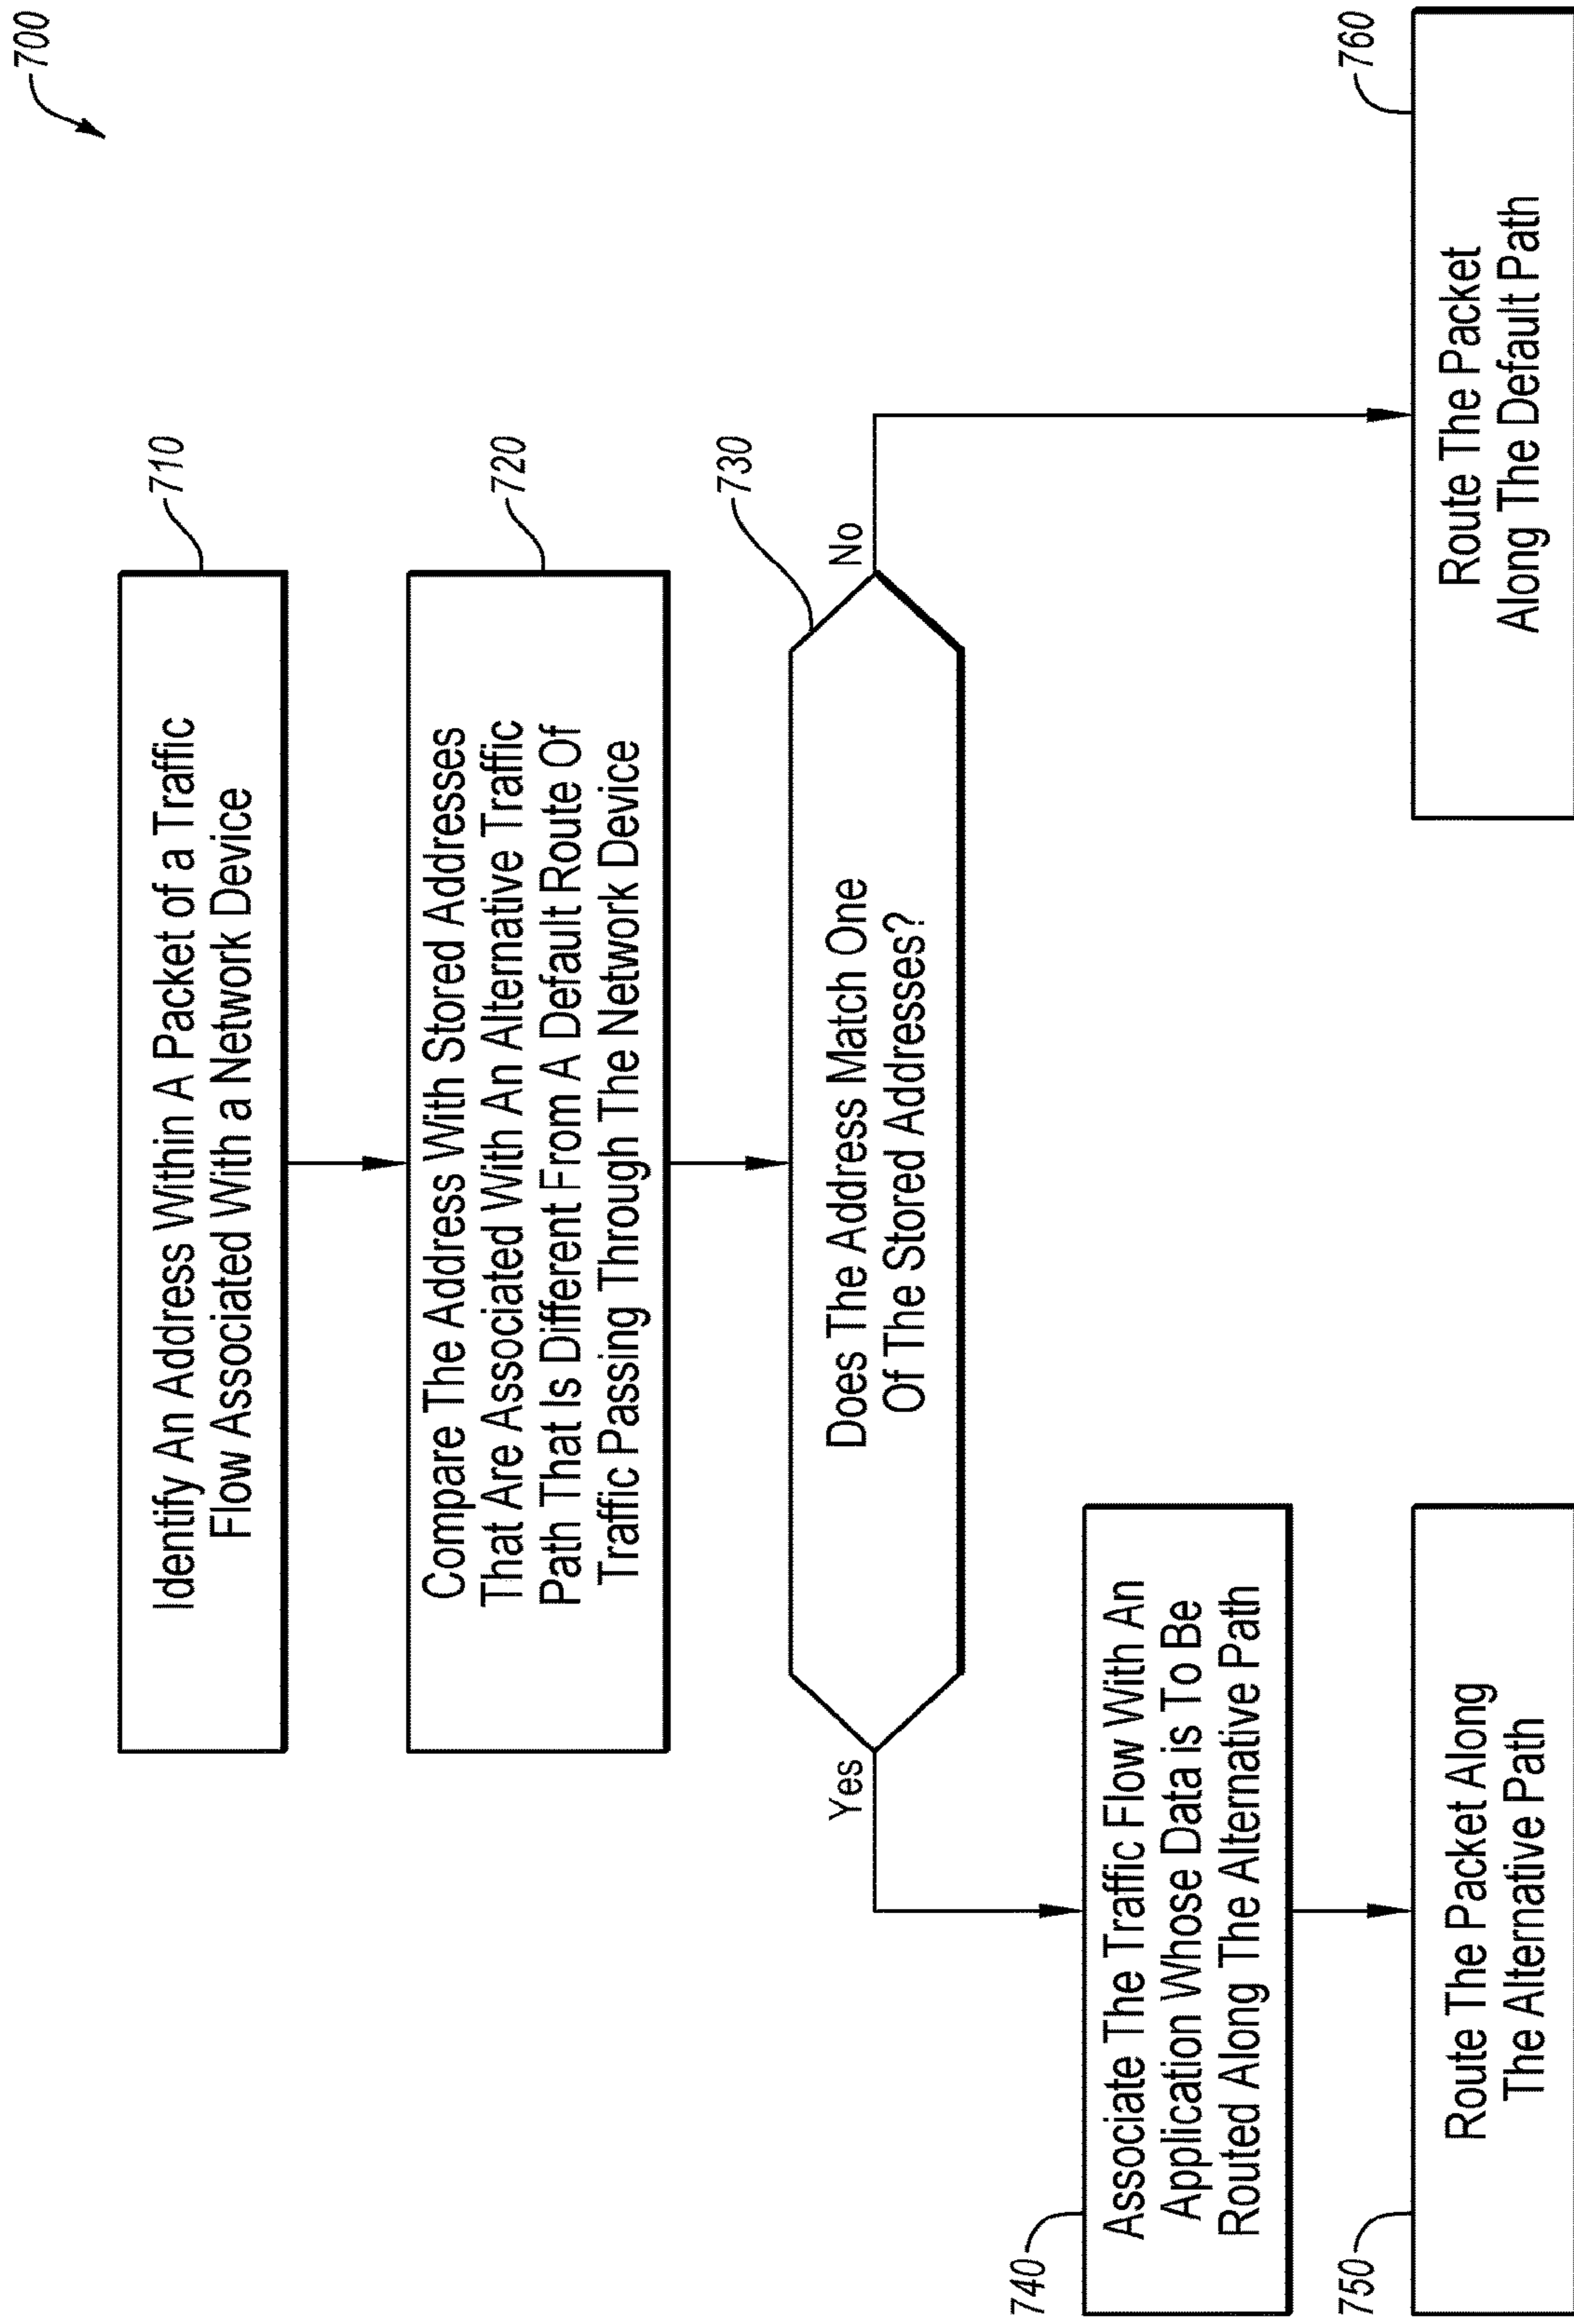 700
710
Identify An Address Within A Packet of a Traffic
Flow Associated With a Network Device
720
Compare The Address With Stored Addresses
That Are Associated With An Alternative Traffic
Path That Is Different From A Default Route Of
Traffic Passing Through The Network Device
730
Does The Address Match One
Of The Stored Addresses?
Yes
No
740
Associate The Traffic Flow With An
Application Whose Data is To Be
Routed Along The Alternative Path
750
Route The Packet Along
The Alternative Path
760
Route The Packet
Along The Default Path